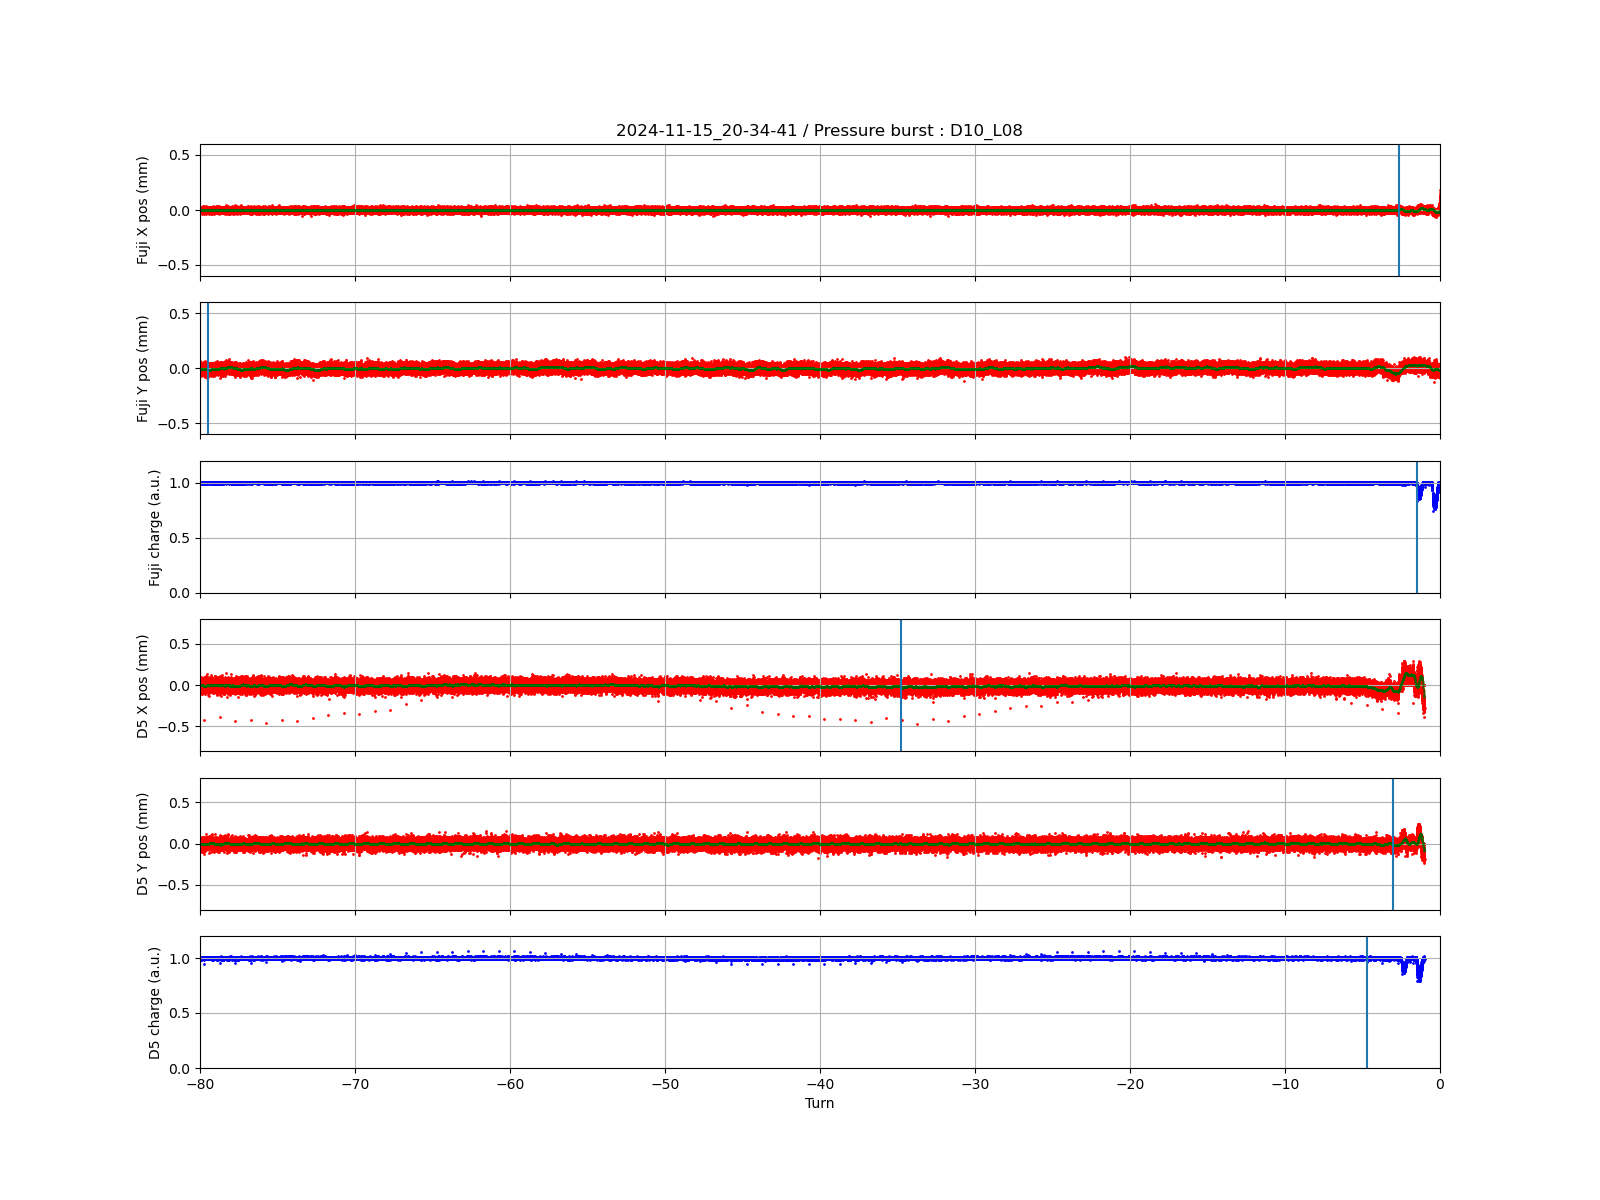 2024-11-15_20-34-41 / Pressure burst : D10_L08
Fuji X pos (mm)
0.5
0.0
−0.5
Fuji Y pos (mm)
0.5
0.0
−0.5
Fuji charge (a.u.)
1.0
0.5
0.0
D5 X pos (mm)
0.5
0.0
−0.5
D5 Y pos (mm)
0.5
0.0
−0.5
D5 charge (a.u.)
1.0
0.5
0.0
−80 −70 −60 −50 −40 −30 −20 −10 0
Turn